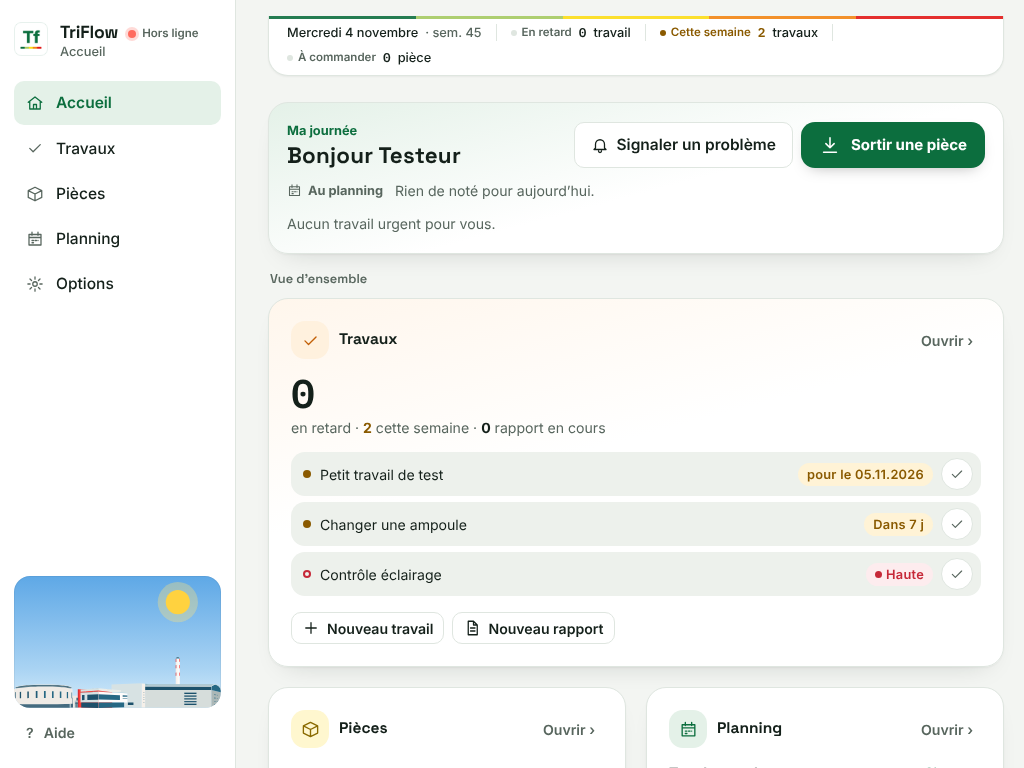 Tf
TriFlow Hors ligne
Accueil
Accueil
Travaux
Pièces
Planning
Options
? Aide
Mercredi 4 novembre · sem. 45 En retard 0 travail Cette semaine 2 travaux
À commander 0 pièce
Ma journée
Bonjour Testeur
Signaler un problème Sortir une pièce
Au planning Rien de noté pour aujourd’hui.
Aucun travail urgent pour vous.
Vue d’ensemble
Travaux Ouvrir ›
0
en retard · 2 cette semaine · 0 rapport en cours
Petit travail de test pour le 05.11.2026
Changer une ampoule Dans 7 j
Contrôle éclairage Haute
Nouveau travail Nouveau rapport
Pièces Ouvrir ›
Planning Ouvrir ›